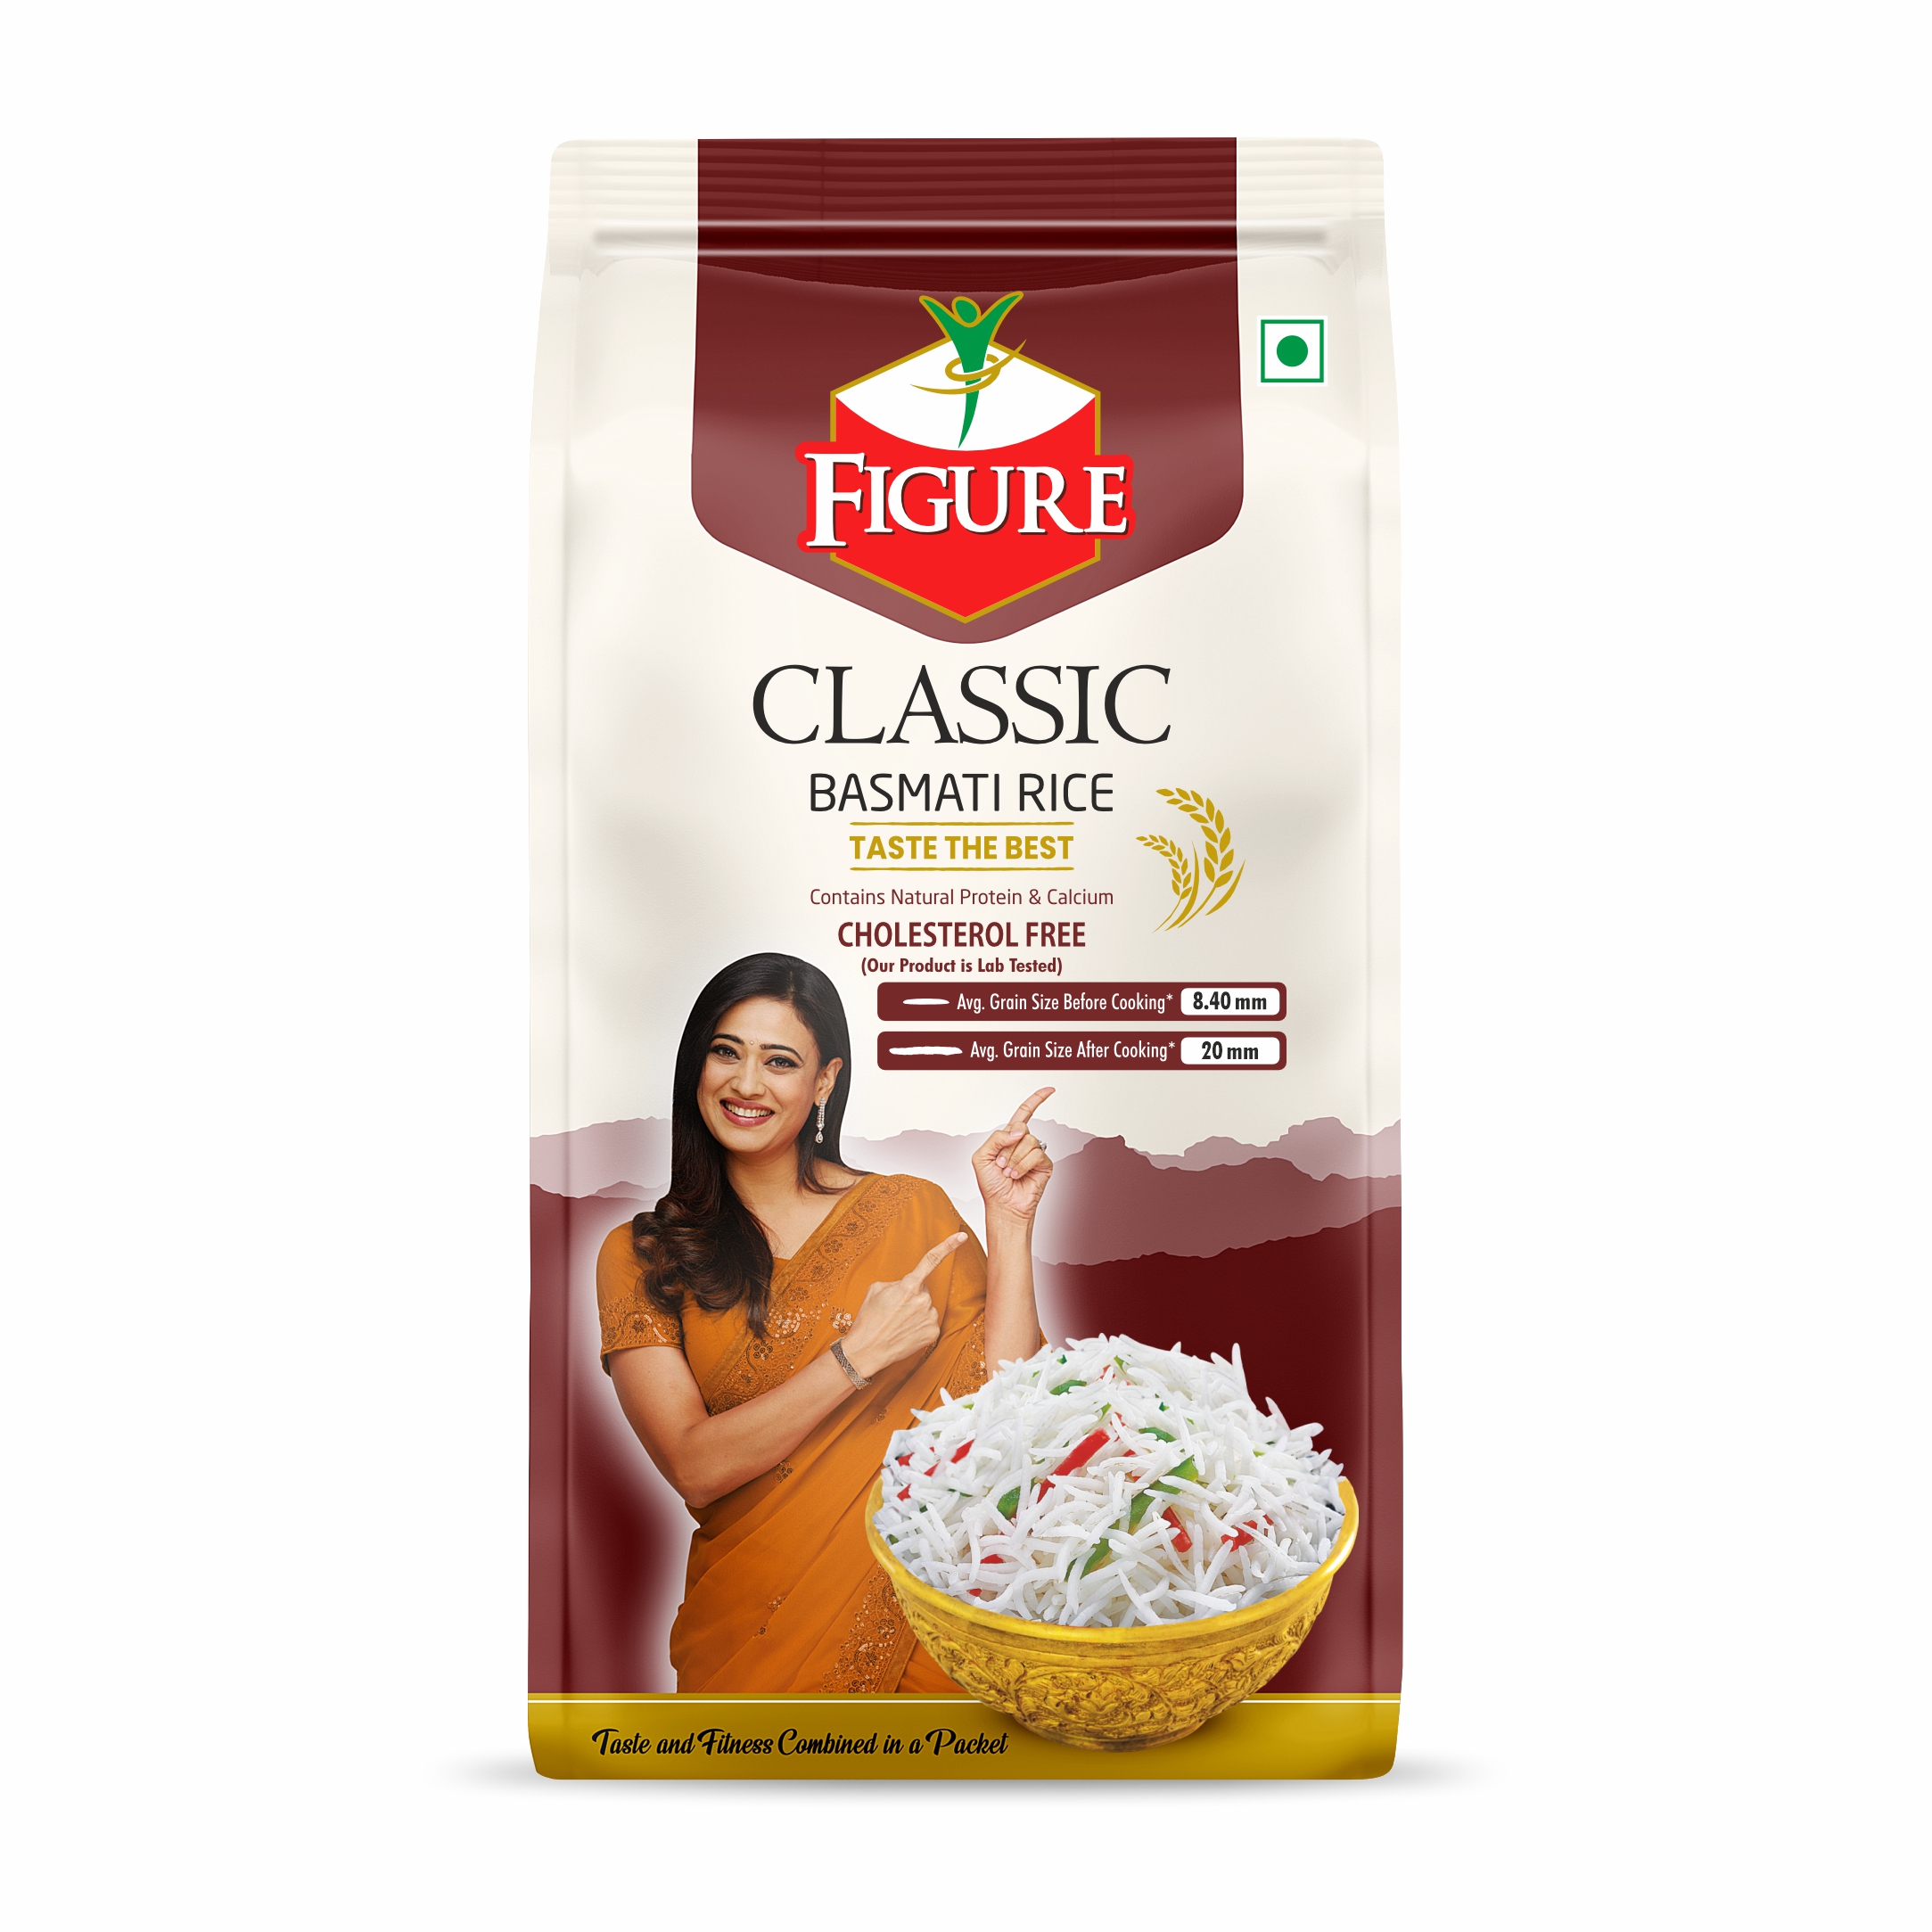 FIGURE
CLASSIC
BASMATI RICE
TASTE THE BEST
Contains Natural Protein & Calcium
CHOLESTEROL FREE
(Our Product is Lab Tested)
Avg. Grain Size Before Cooking* 8.40 mm
Avg. Grain Size After Cooking* 20 mm
Taste and Fitness Combined in a Packet